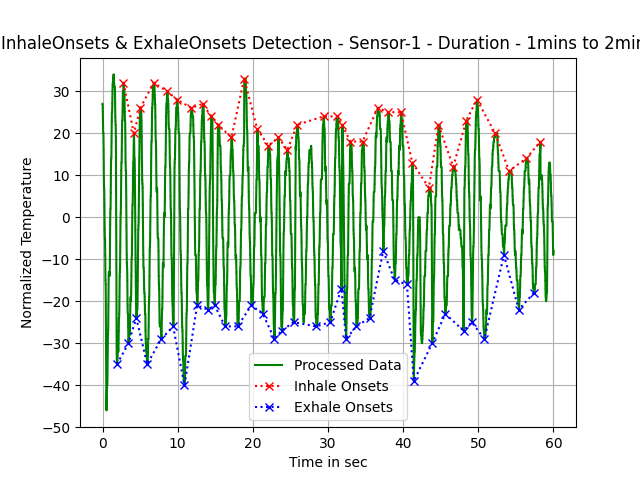 InhaleOnsets & ExhaleOnsets Detection - Sensor-1 - Duration - 1mins to 2min
30
20
10
0
−10
−20
−30
−40
−50
Normalized Temperature
Processed Data
Inhale Onsets
Exhale Onsets
0 10 20 30 40 50 60
Time in sec